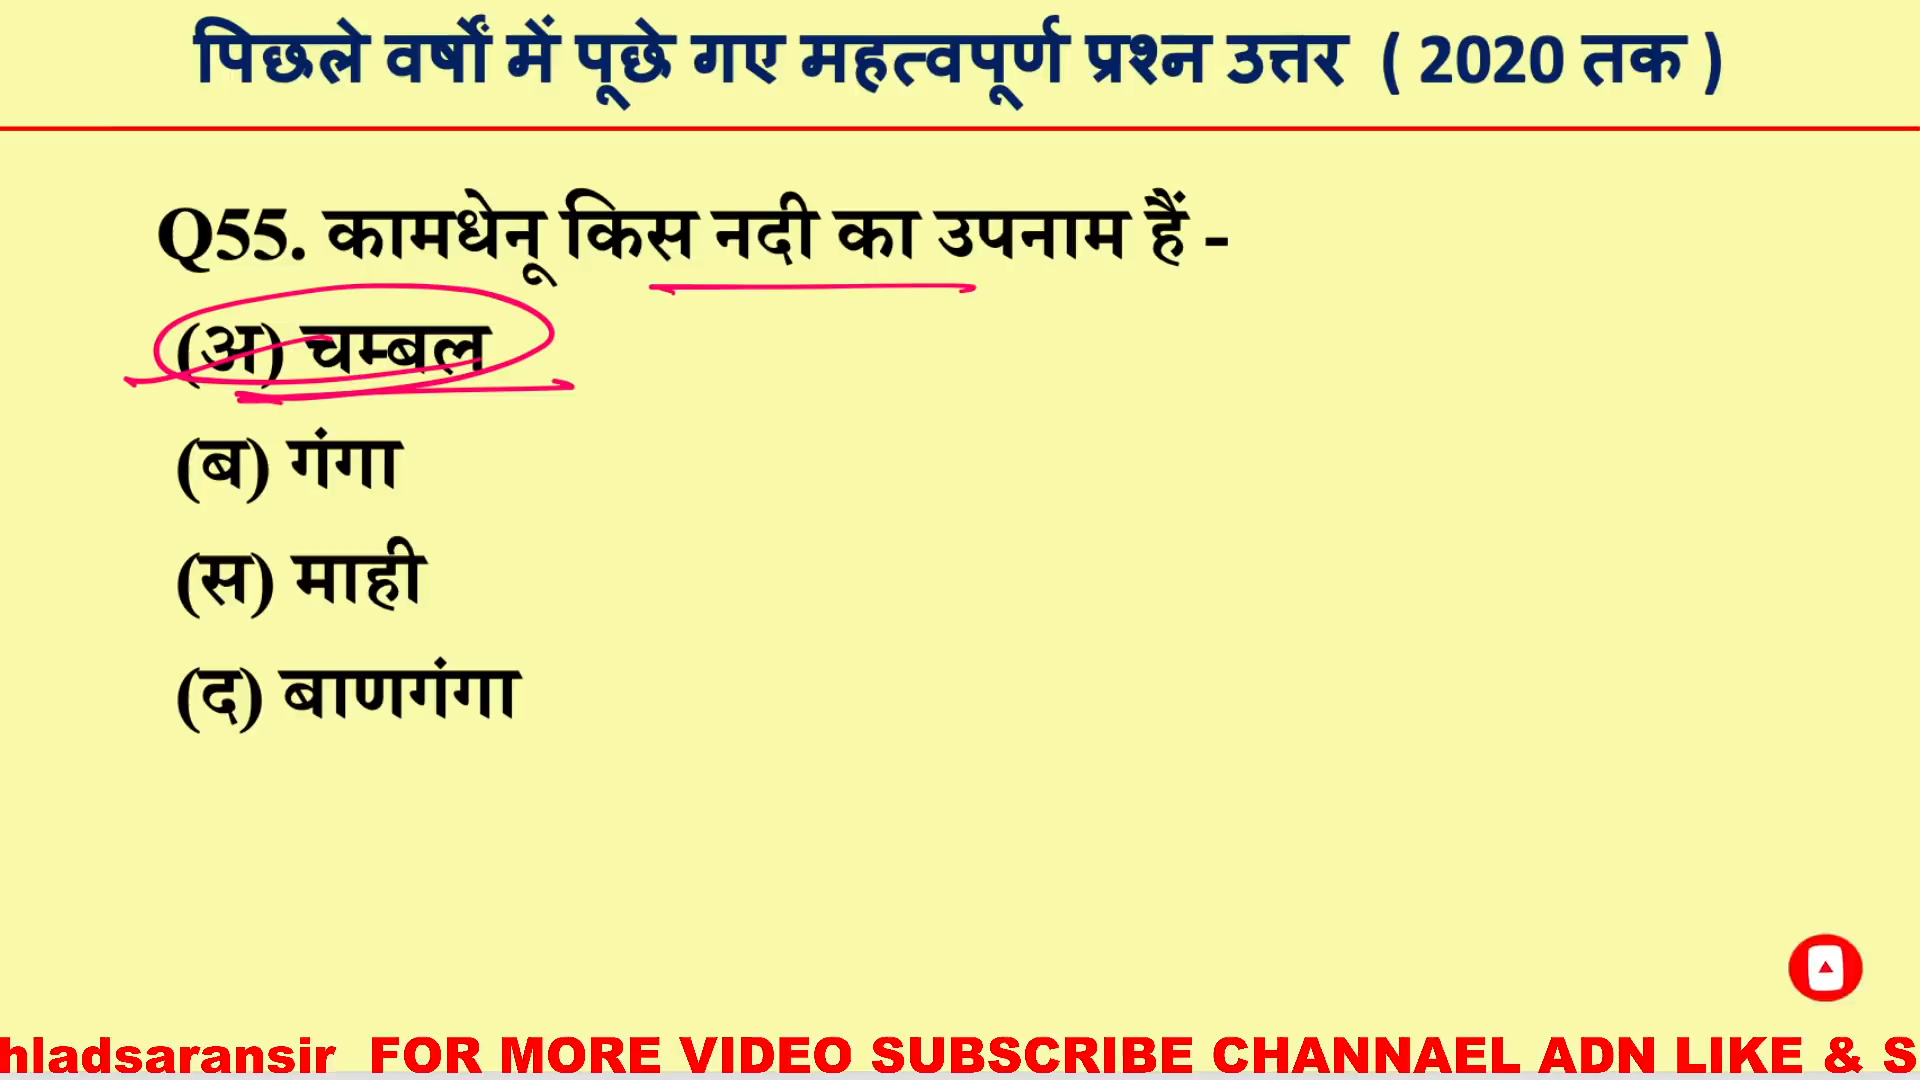 पिछले वर्षों में पूछे गए महत्वपूर्ण प्रश्न उत्तर ( 2020 तक )
Q55. कामधेनू किस नदी का उपनाम हैं -
(अ) चम्बल
(ब) गंगा
(स) माही
(द) बाणगंगा
hladsaransir FOR MORE VIDEO SUBSCRIBE CHANNAEL ADN LIKE & S